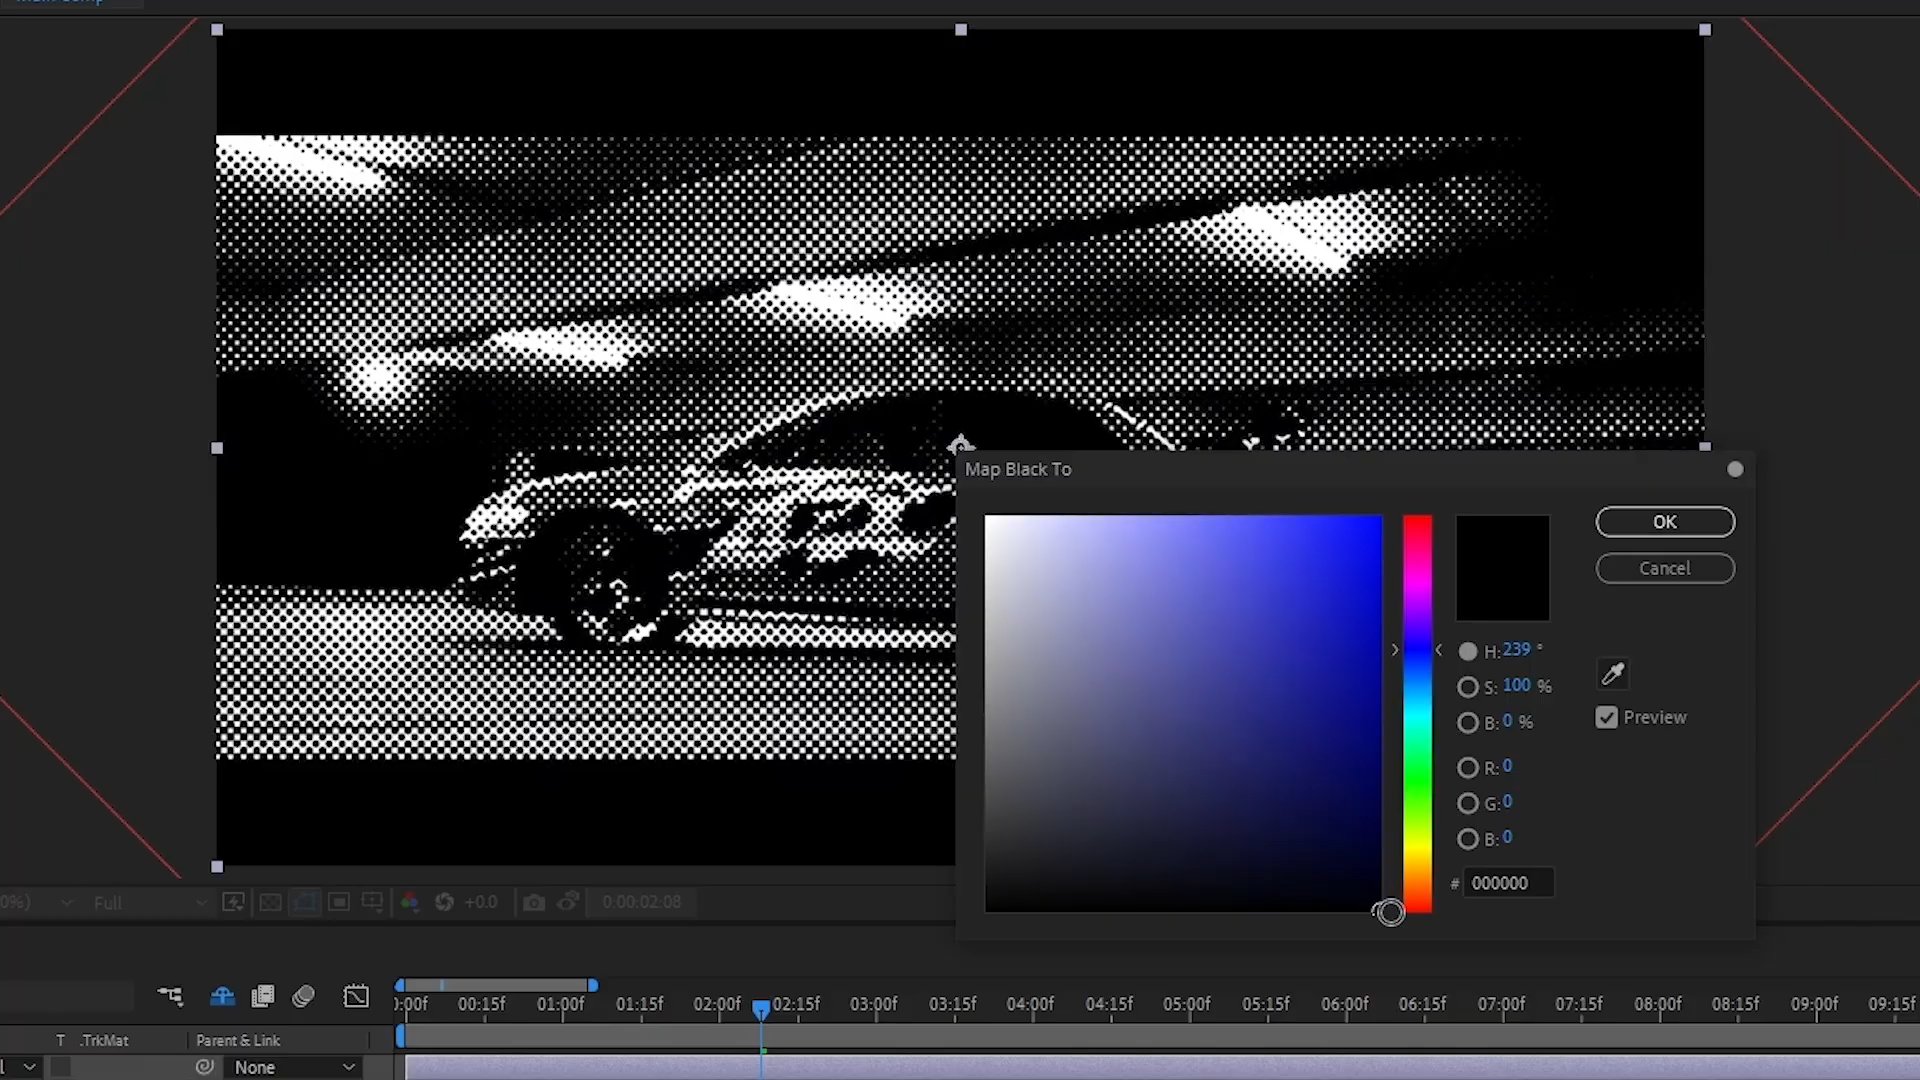 Main Comp
Map Black To
OK
Cancel
H: 239 °
S: 100 %
B: 0 %
Preview
R: 0
G: 0
B: 0
# 000000
0%)
Full
+0.0
0:00:02:08
):00f 00:15f 01:00f 01:15f 02:00f 02:15f 03:00f 03:15f 04:00f 04:15f 05:00f 05:15f 06:00f 06:15f 07:00f 07:15f 08:00f 08:15f 09:00f 09:15f
T .TrkMat Parent & Link
None